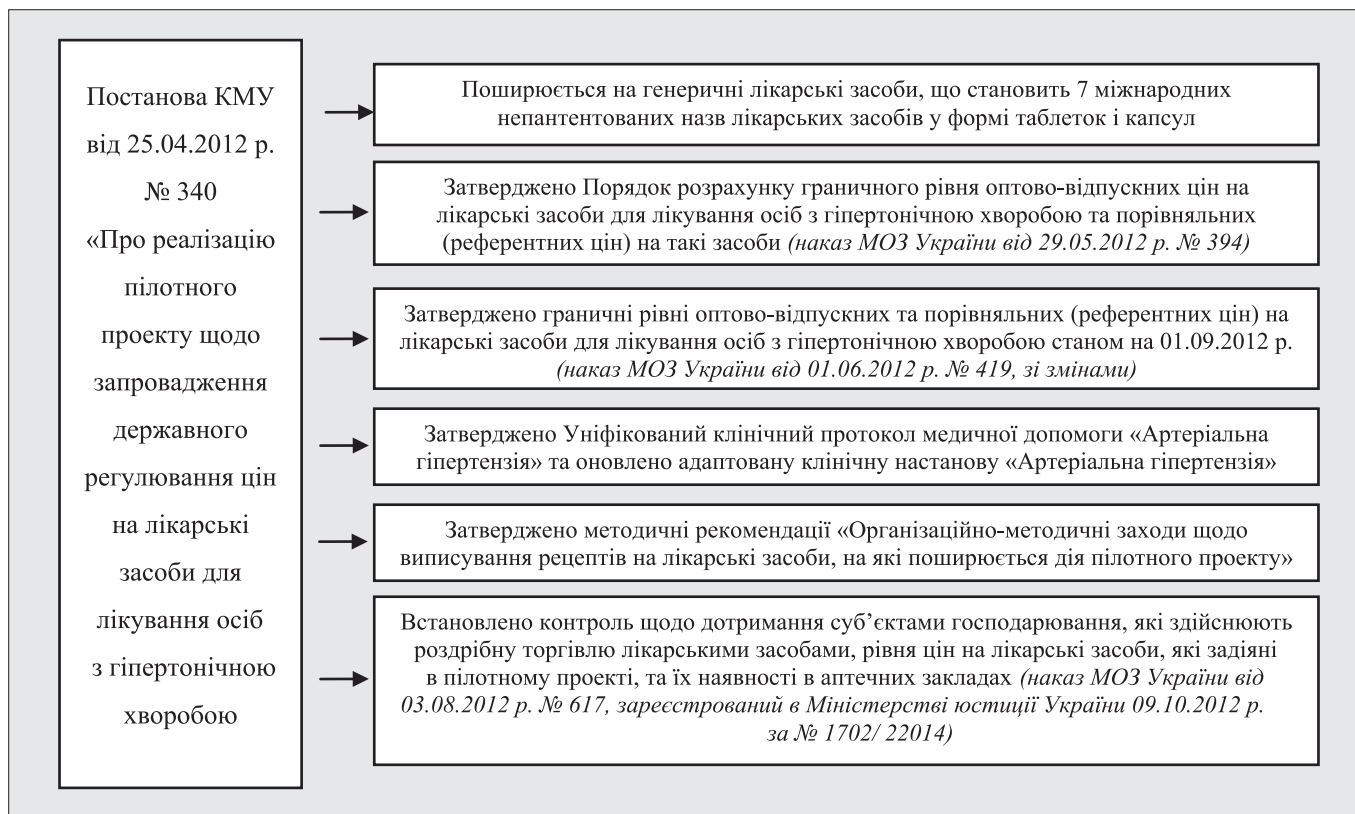 Постанова КМУ
від 25.04.2012 р.
№ 340
«Про реалізацію
пілотного
проекту щодо
запровадження
державного
регулювання цін
на лікарські
засоби для
лікування осіб
з гіпертонічною
хворобою
Поширюється на генеричні лікарські засоби, що становить 7 міжнародних
непантентованих назв лікарських засобів у формі таблеток і капсул
Затверджено Порядок розрахунку граничного рівня оптово-відпускних цін на
лікарські засоби для лікування осіб з гіпертонічною хворобою та порівняльних
(референтних цін) на такі засоби (наказ МОЗ України від 29.05.2012 р. № 394)
Затверджено граничні рівні оптово-відпускних та порівняльних (референтних цін) на
лікарські засоби для лікування осіб з гіпертонічною хворобою станом на 01.09.2012 р.
(наказ МОЗ України від 01.06.2012 р. № 419, зі змінами)
Затверджено Уніфікований клінічний протокол медичної допомоги «Артеріальна
гіпертензія» та оновлено адаптовану клінічну настанову «Артеріальна гіпертензія»
Затверджено методичні рекомендації «Організаційно-методичні заходи щодо
виписування рецептів на лікарські засоби, на які поширюється дія пілотного проекту»
Встановлено контроль щодо дотримання суб’єктами господарювання, які здійснюють
роздрібну торгівлю лікарськими засобами, рівня цін на лікарські засоби, які задіяні
в пілотному проекті, та їх наявності в аптечних закладах (наказ МОЗ України від
03.08.2012 р. № 617, зареєстрований в Міністерстві юстиції України 09.10.2012 р.
за № 1702/ 22014)